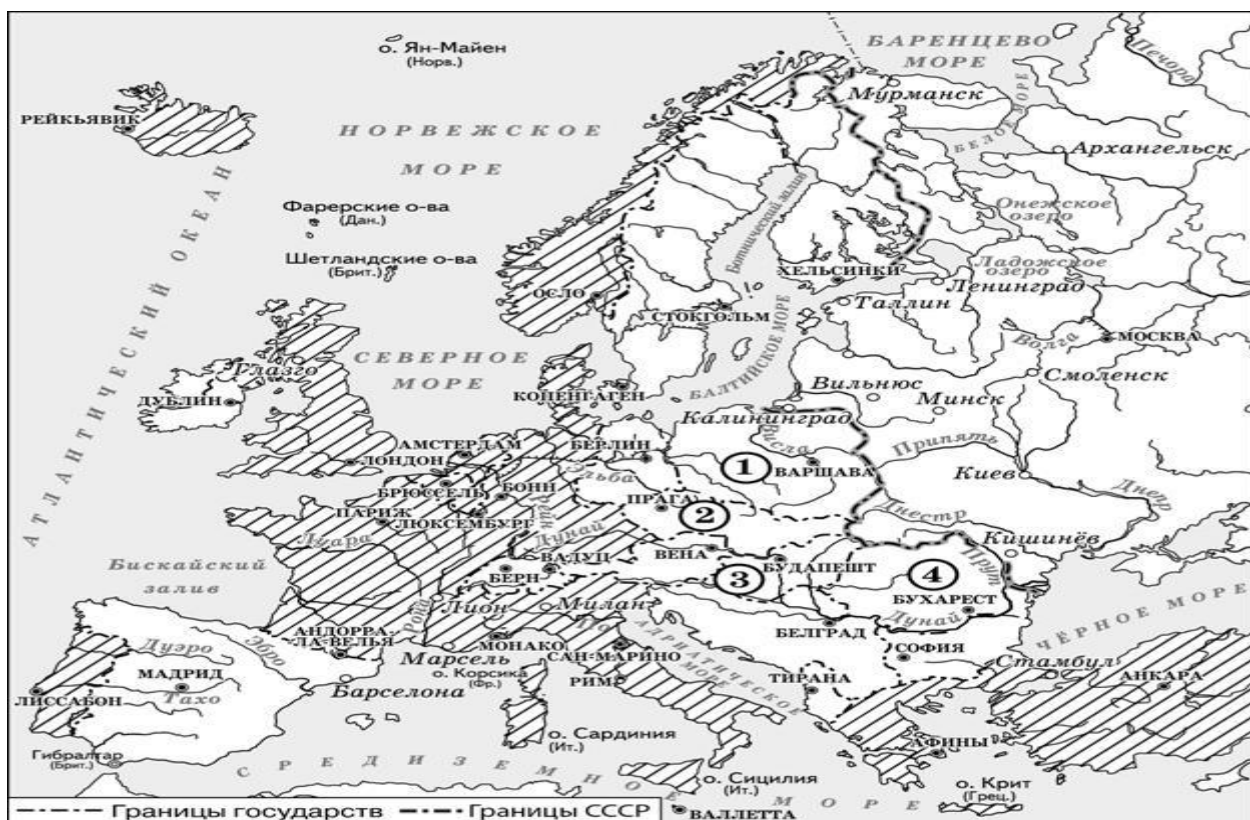 о. Ян-Майен
(Норв.)
БАРЕНЦЕВО
МОРЕ
Печора
РЕЙКЬЯВИК
Мурманск
НОРВЕЖСКОЕ
МОРЕ
БЕЛОЕ МОРЕ
Архангельск
АТЛАНТИЧЕСКИЙ ОКЕАН
Фарерские о-ва
(Дан.)
Ботнический залив
Онежское
озеро
Шетландские о-ва
(Брит.)
Ладожское
озеро
ХЕЛЬСИНКИ
ОСЛО
Ленинград
СТОКГОЛЬМ
Таллин
БАЛТИЙСКОЕ МОРЕ
Волга
МОСКВА
СЕВЕРНОЕ
МОРЕ
Глазго
Смоленск
Вильнюс
ДУБЛИН
КОПЕНГАГЕН
Минск
Калининград
АМСТЕРДАМ
БЕРЛИН
Висла
Припять
ЛОНДОН
1
ВАРШАВА
Эльба
Киев
БРЮССЕЛЬ
БОНН
Днепр
ПРАГА
2
ПАРИЖ
ЛЮКСЕМБУРГ
Рейн
Днестр
Луара
Дунай
Кишинёв
ВЕНА
Прут
Бискайский
залив
ВАДУЦ
БУДАПЕШТ
БЕРН
3
4
Рона
Лион
Милан
БУХАРЕСТ
АНДОРРА-
ЛА-ВЕЛЬЯ
По
БЕЛГРАД
Дунай
ЧЁРНОЕ МОРЕ
Дуэро
Эбро
МОНАКО
САН-МАРИНО
АДРИАТИЧЕСКОЕ
МОРЕ
СОФИЯ
Марсель
о. Корсика
(Фр.)
Стамбул
МАДРИД
РИМ
ТИРАНА
АНКАРА
ЛИССАБОН
Тахо
Барселона
о. Сардиния
(Ит.)
АФИНЫ
Гибралтар
(Брит.)
СРЕДИЗЕМНОЕ МОРЕ
о. Сицилия
(Ит.)
о. Крит
(Грец.)
Границы государств
Границы СССР
ВАЛЛЕТТА